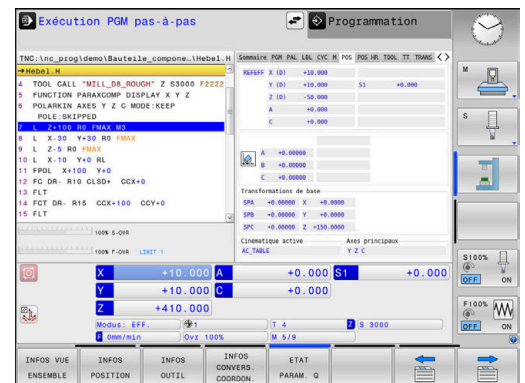 Exécution PGM pas-à-pas
Programmation
TNC:\nc_prog\demo\Bauteile_compone…\Hebel.H
→Hebel.H
4 TOOL CALL "MILL_D8_ROUGH" Z S3000 F2222
5 FUNCTION PARAXCOMP DISPLAY X Y Z
6 POLARKIN AXES Y Z C MODE:KEEP
POLE:SKIPPED
7 L Z+100 R0 FMAX M3
8 L X-30 Y+30 R0 FMAX
9 L Z-5 R0 FMAX
10 L X-10 Y+0 RL
11 FPOL X+100 Y+0
12 FC DR- R10 CLSD+ CCX+0
13 FLT
14 FCT DR- R15 CCX+100 CCY+0
15 FLT
100% S-OVR
100% F-OVR LIMIT 1
Sommaire PGM PAL LBL CYC M POS POS HR TOOL TT TRANS
REFEFF X (D) +10.000
Y (D) +10.000 S1 +0.000
Z (D) -50.000
A +0.000
C +0.000
A +0.00000
B +0.00000
C +0.00000
Transformations de base
SPA +0.00000 X +0.0000
SPB +0.00000 Y +0.0000
SPC +0.00000 Z -150.0000
Cinématique active Axes principaux
AC_TABLE Y Z C
X +10.000 A +0.000 S1 +0.000
Y +10.000 C +0.000
Z +410.000
Modus: EFF. 1 T 4 Z S 3000
F 0mm/min Ovr 100% M 5/9
M
S
S100%
OFF ON
F100%
OFF ON
INFOS VUE ENSEMBLE
INFOS POSITION
INFOS OUTIL
INFOS CONVERS. COORDON.
ETAT PARAM. Q